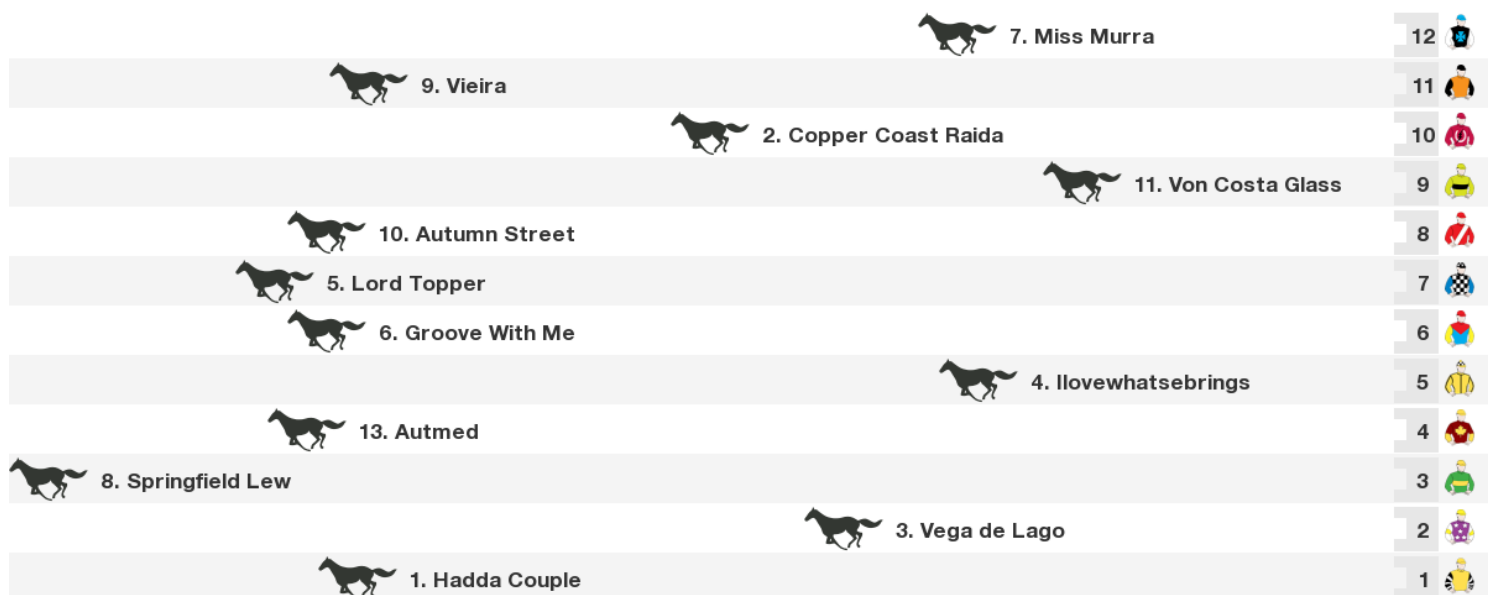 7. Miss Murra 12
9. Vieira 11
2. Copper Coast Raida 10
11. Von Costa Glass 9
10. Autumn Street 8
5. Lord Topper 7
6. Groove With Me 6
4. Ilovewhatsebrings 5
13. Autmed 4
8. Springfield Lew 3
3. Vega de Lago 2
1. Hadda Couple 1